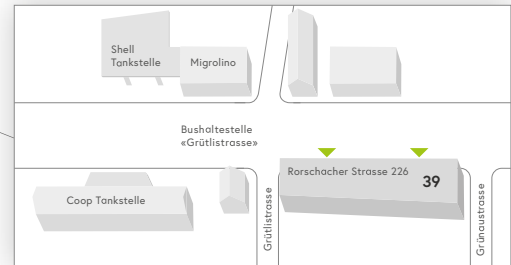 Shell
Tankstelle
Migrolino
Bushaltestelle
«Grütlistrasse»
Rorschacher Strasse 226
39
Coop Tankstelle
Grütlistrasse
Grünaustrasse